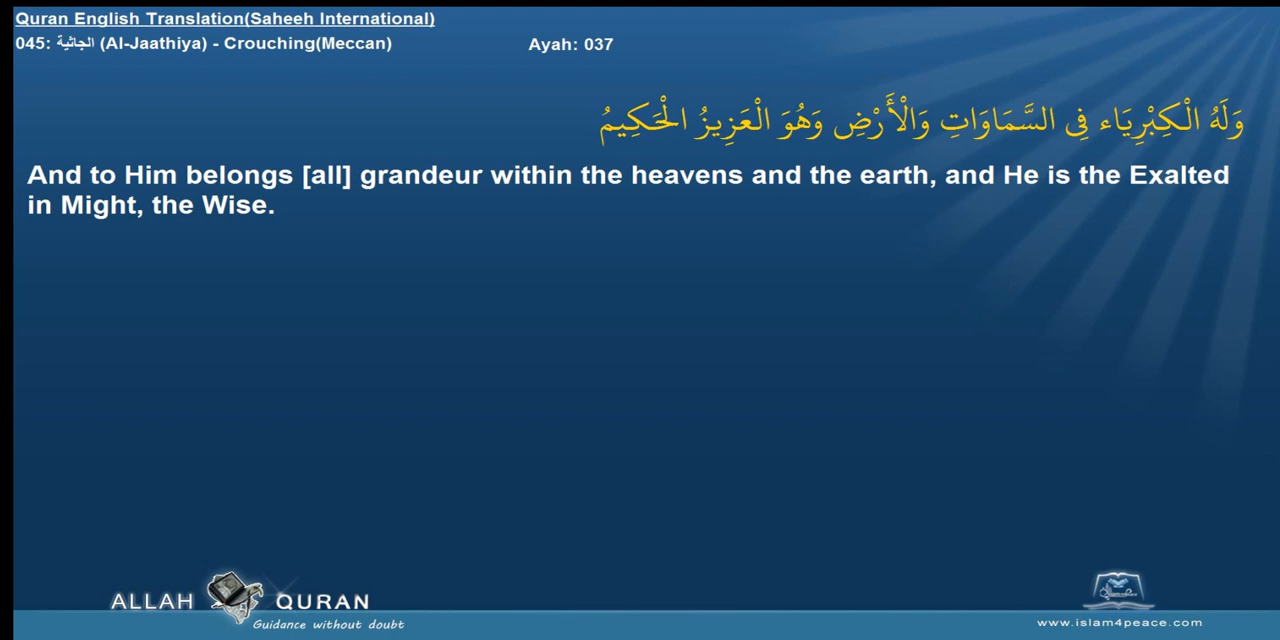 Quran English Translation(Saheeh International)
045: الجاثية (Al-Jaathiya) - Crouching(Meccan) Ayah: 037
وَلَهُ الْكِبْرِيَاء فِي السَّمَاوَاتِ وَالْأَرْضِ وَهُوَ الْعَزِيزُ الْحَكِيمُ
And to Him belongs [all] grandeur within the heavens and the earth, and He is the Exalted
in Might, the Wise.
ALLAH QURAN
Guidance without doubt
www.islam4peace.com